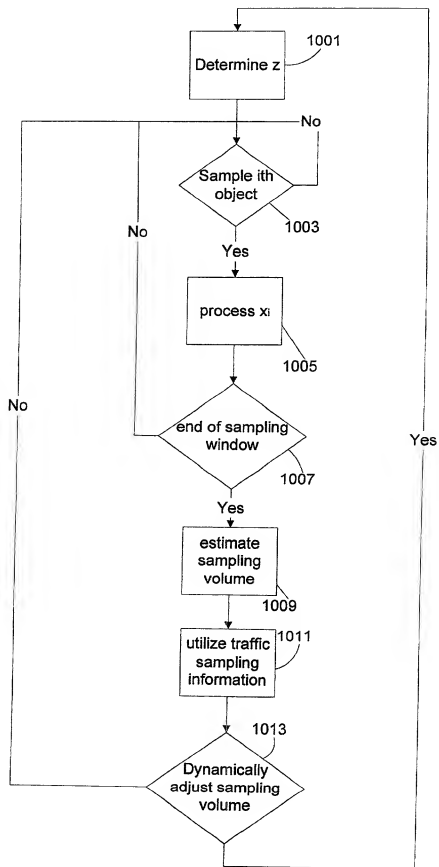 1001
Determine z
No
Sample ith
object
1003
No
Yes
process xi
1005
No
end of sampling
window
Yes
1007
Yes
estimate
sampling
volume
1009
1011
utilize traffic
sampling
information
1013
Dynamically
adjust sampling
volume